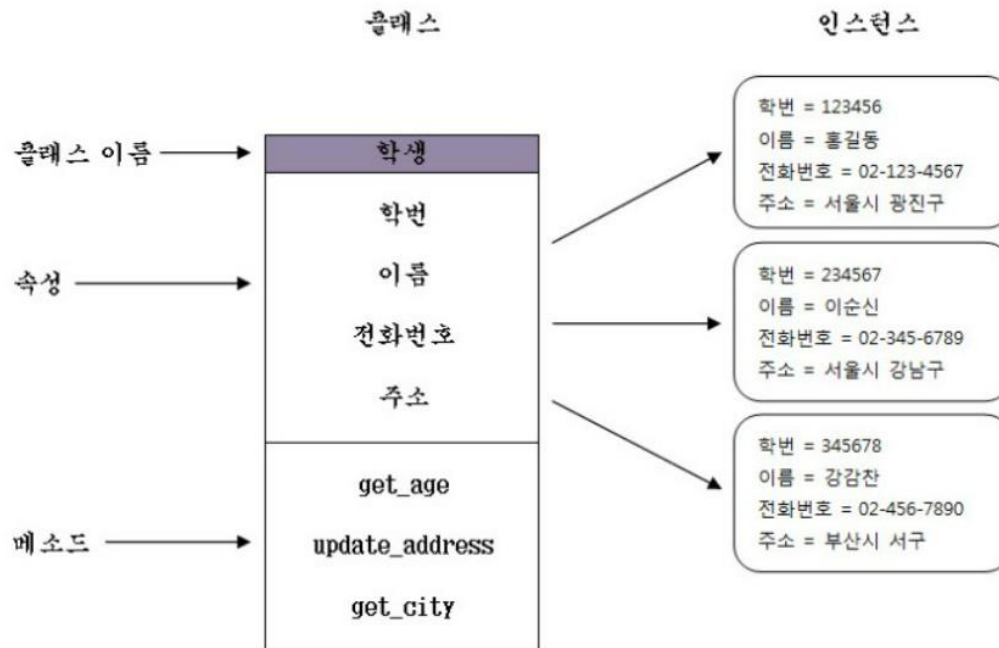 클래스
인스턴스
클래스 이름
학생
속성
학번
이름
전화번호
주소
메소드
get_age
update_address
get_city
학번 = 123456
이름 = 홍길동
전화번호 = 02-123-4567
주소 = 서울시 광진구
학번 = 234567
이름 = 이순신
전화번호 = 02-345-6789
주소 = 서울시 강남구
학번 = 345678
이름 = 강감찬
전화번호 = 02-456-7890
주소 = 부산시 서구